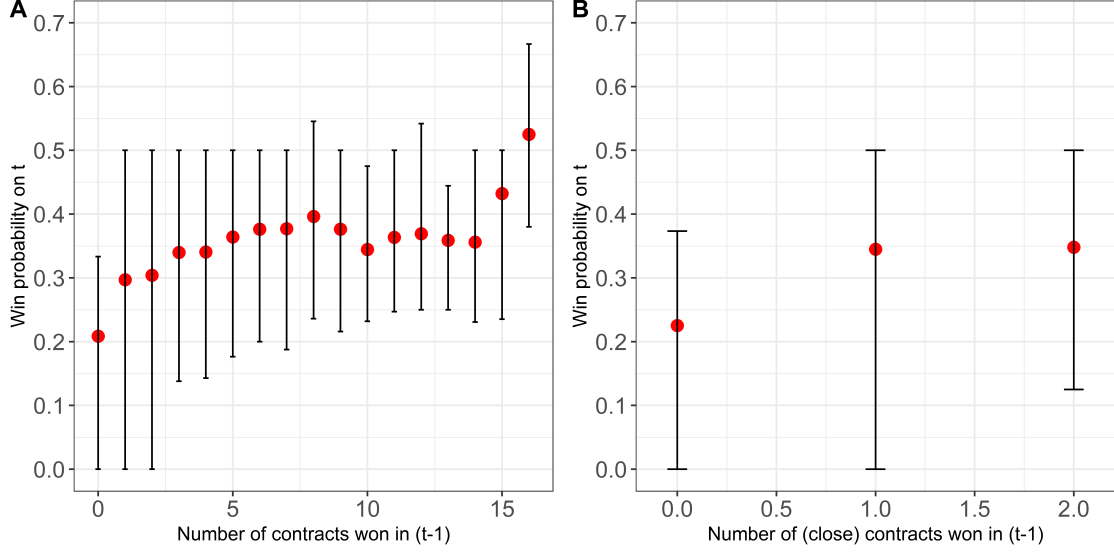 A
Win probability on t
0.7
0.6
0.5
0.4
0.3
0.2
0.1
0.0
0 5 10 15
Number of contracts won in (t-1)
B
Win probability on t
0.7
0.6
0.5
0.4
0.3
0.2
0.1
0.0
0.0 0.5 1.0 1.5 2.0
Number of (close) contracts won in (t-1)